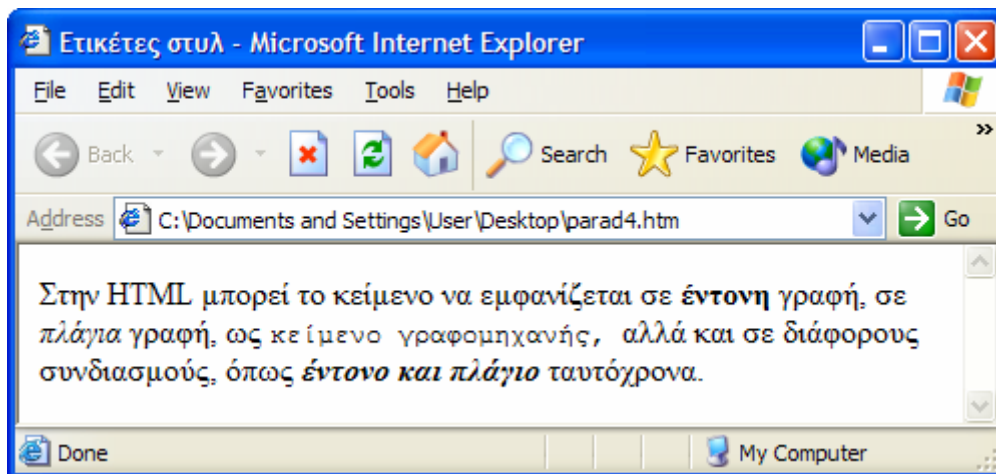 Ετικέτες στυλ - Microsoft Internet Explorer
File Edit View Favorites Tools Help
Back Search Favorites Media »
Address C:\Documents and Settings\User\Desktop\parad4.htm Go
Στην HTML μπορεί το κείμενο να εμφανίζεται σε έντονη γραφή, σε
πλάγια γραφή, ως κείμενο γραφομηχανής, αλλά και σε διάφορους
συνδιασμούς, όπως έντονο και πλάγιο ταυτόχρονα.
Done My Computer